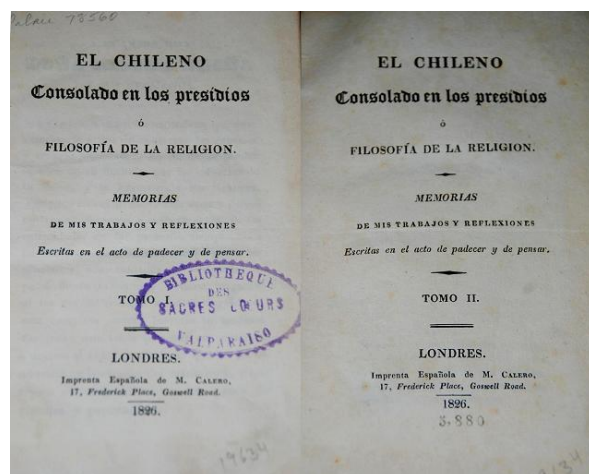 Palau 78560
EL CHILENO
Consolado en los presidios
ó
FILOSOFÍA DE LA RELIGION.
MEMORIAS
DE MIS TRABAJOS Y REFLEXIONES
Escritas en el acto de padecer y de pensar.
TOMO I.
BIBLIOTHEQUE
DES
SACRES CŒURS
VALPARAISO
LONDRES.
Imprenta Española de M. CALERO,
17, Frederick Place, Goswell Road.
1826.
19634
EL CHILENO
Consolado en los presidios
ó
FILOSOFÍA DE LA RELIGION.
MEMORIAS
DE MIS TRABAJOS Y REFLEXIONES
Escritas en el acto de padecer y de pensar.
TOMO II.
LONDRES.
Imprenta Española de M. CALERO,
17, Frederick Place, Goswell Road.
1826.
3.880